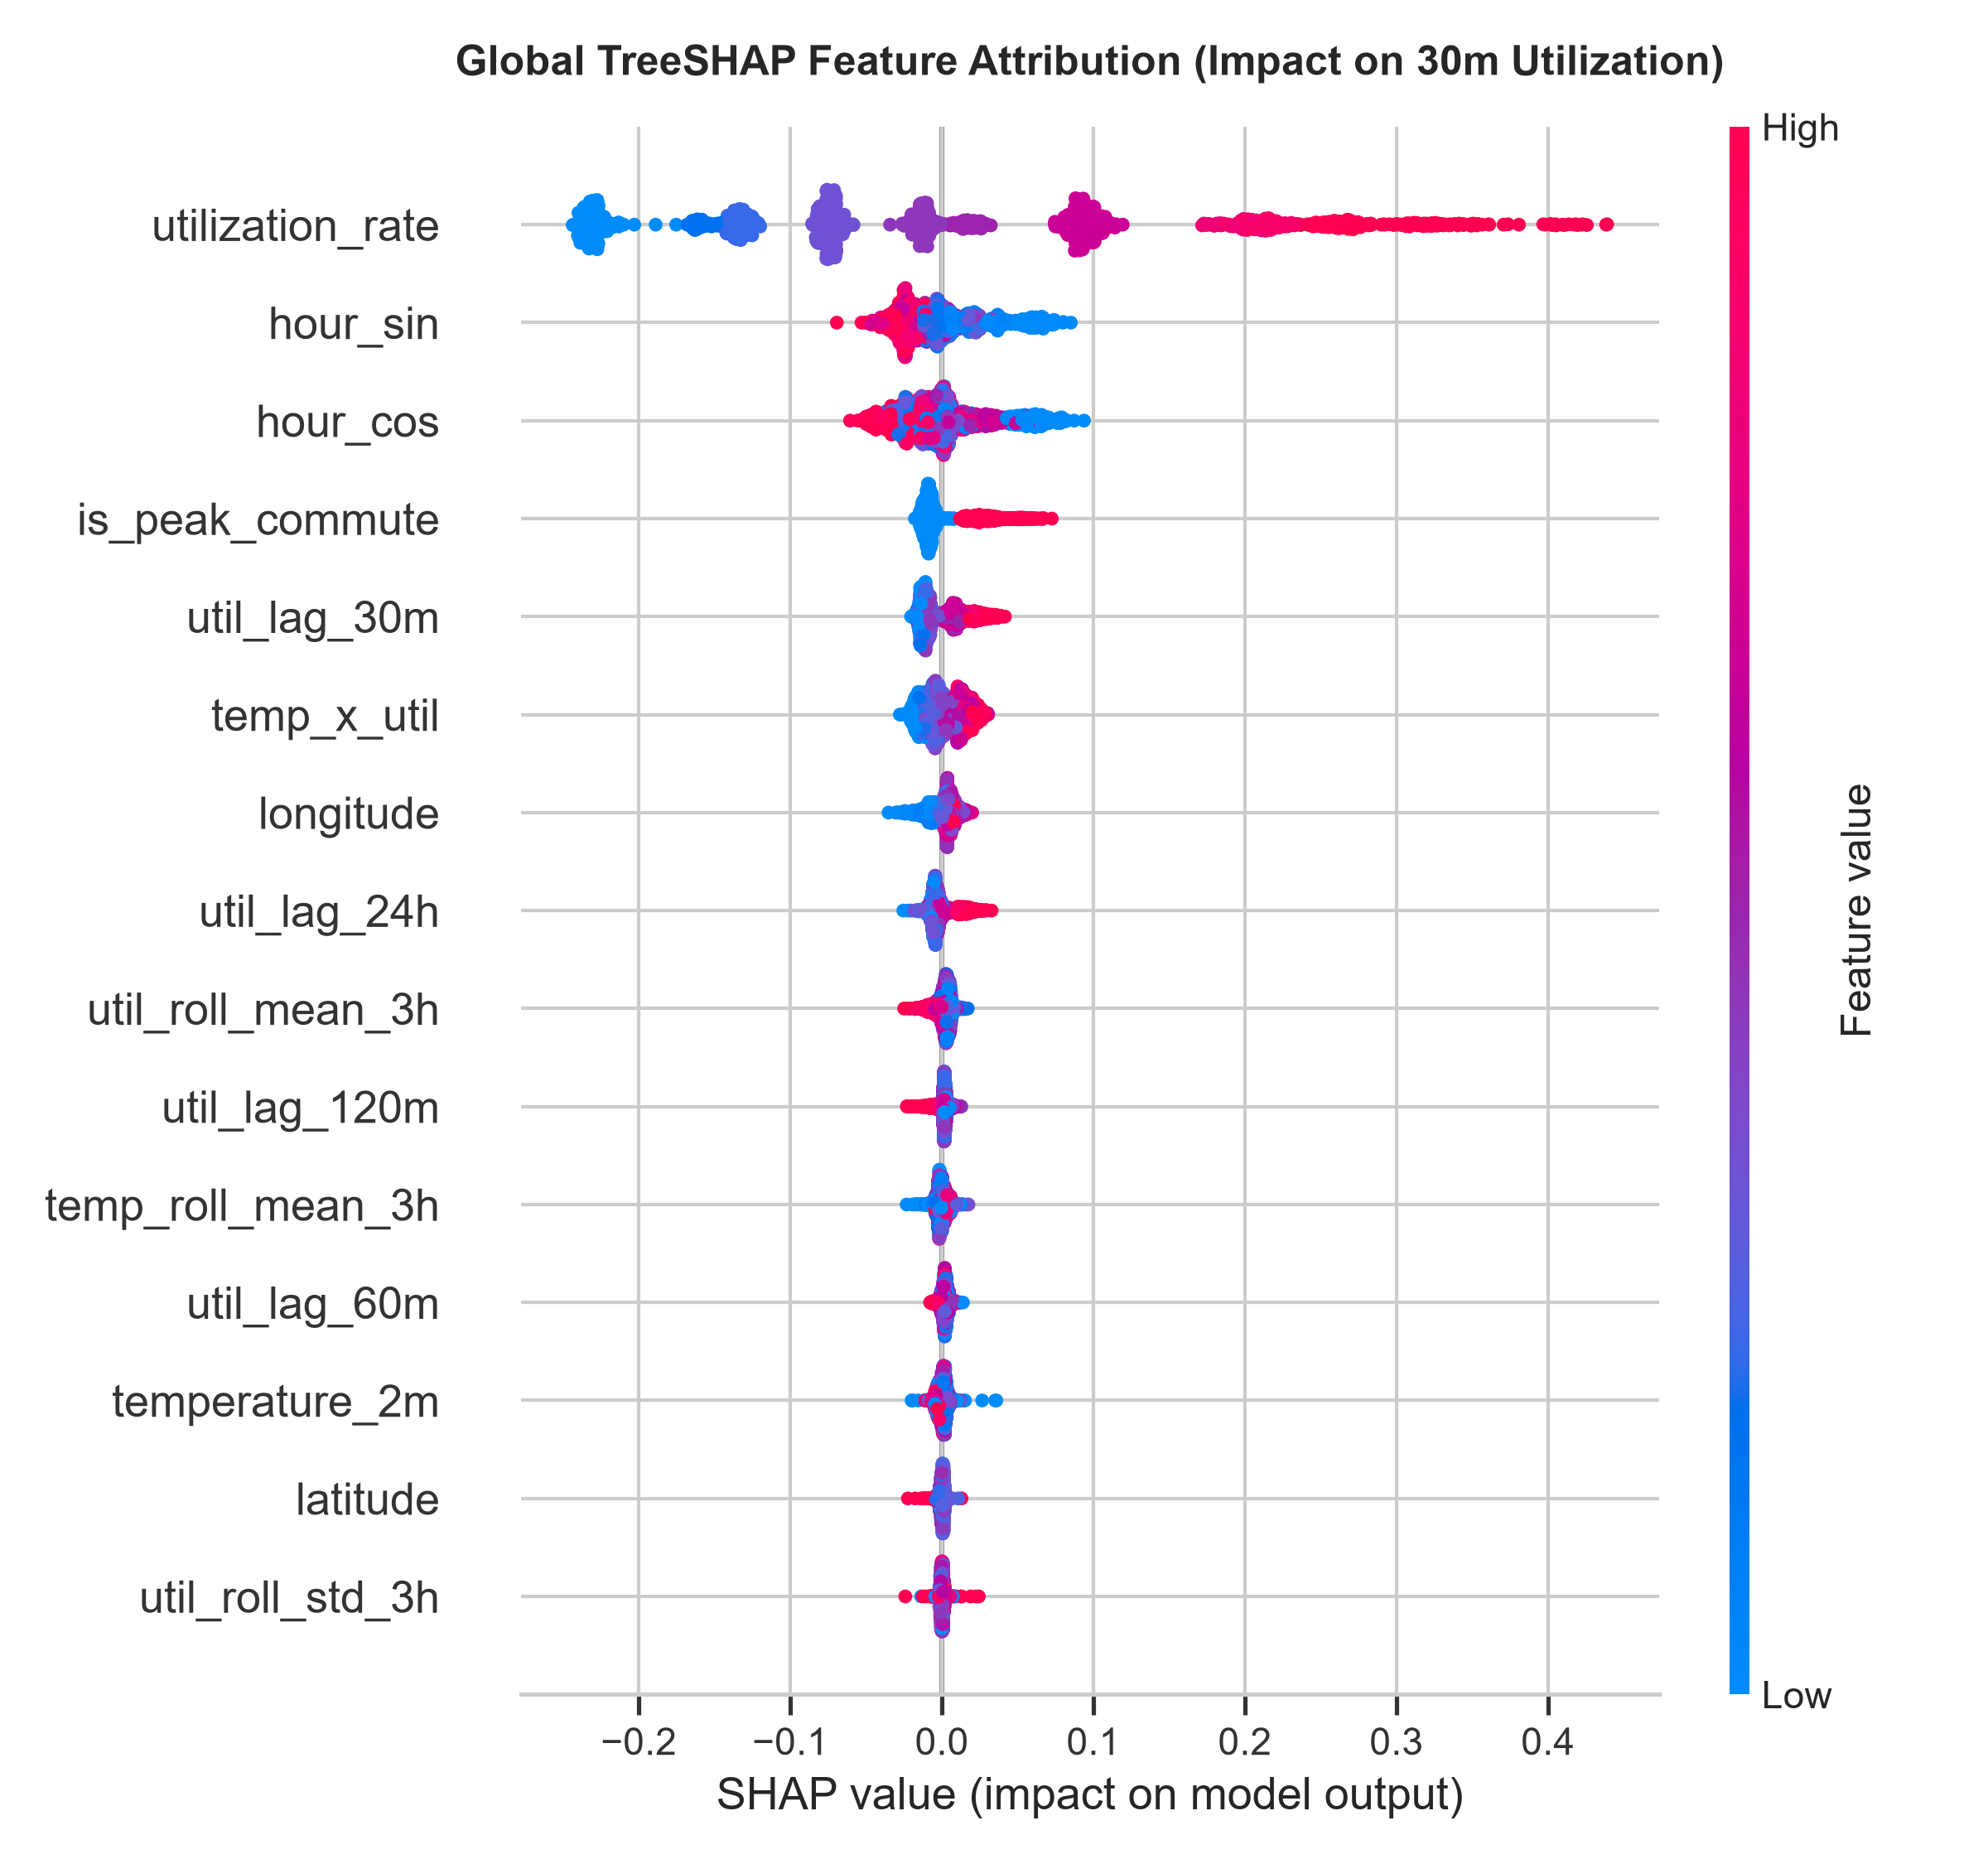 Global TreeSHAP Feature Attribution (Impact on 30m Utilization)
High
utilization_rate
hour_sin
hour_cos
is_peak_commute
util_lag_30m
temp_x_util
longitude
util_lag_24h
util_roll_mean_3h
util_lag_120m
temp_roll_mean_3h
util_lag_60m
temperature_2m
latitude
util_roll_std_3h
Feature value
Low
−0.2 −0.1 0.0 0.1 0.2 0.3 0.4
SHAP value (impact on model output)